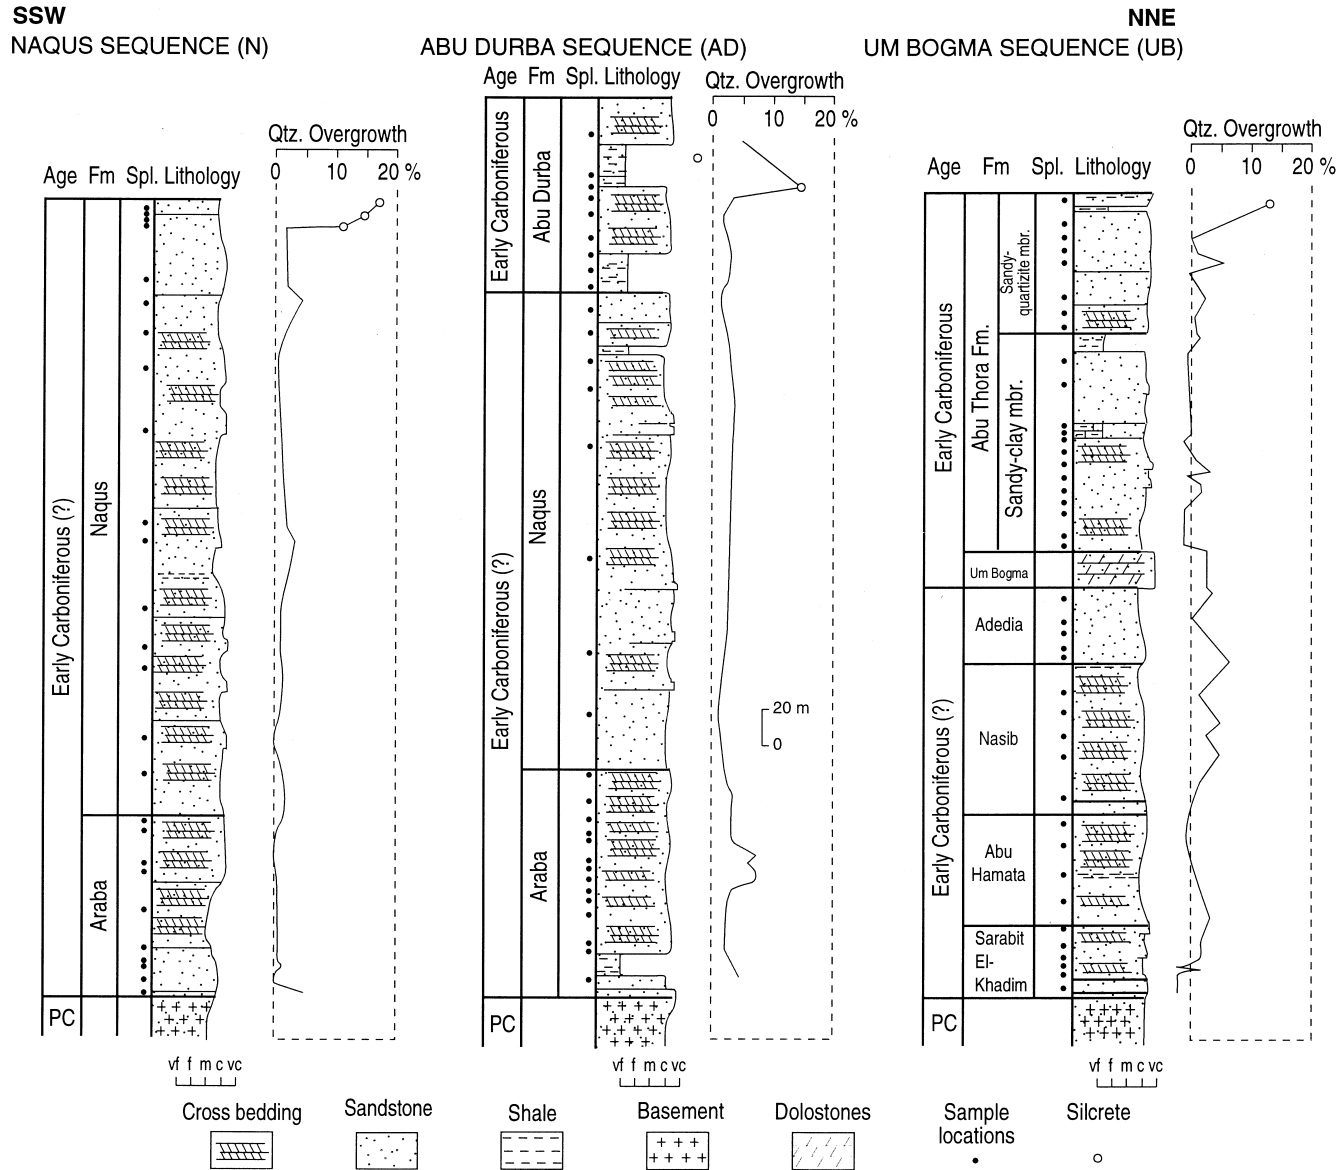 SSW
NNE
NAQUS SEQUENCE (N)
ABU DURBA SEQUENCE (AD)
UM BOGMA SEQUENCE (UB)
Age Fm Spl. Lithology
Qtz. Overgrowth
0 10 20 %
Early Carboniferous (?)
Naqus
Araba
PC
vf f m c vc
Age Fm Spl. Lithology
Qtz. Overgrowth
0 10 20 %
Early Carboniferous
Abu Durba
Early Carboniferous (?)
Naqus
Araba
PC
20 m
0
vf f m c vc
Age Fm Spl. Lithology
Qtz. Overgrowth
0 10 20 %
Early Carboniferous
Abu Thora Fm.
Sandy-
quartizite mbr.
Sandy-clay mbr.
Um Bogma
Early Carboniferous (?)
Adedia
Nasib
Abu
Hamata
Sarabit
El-
Khadim
PC
vf f m c vc
Cross bedding
Sandstone
Shale
Basement
Dolostones
Sample
locations
Silcrete